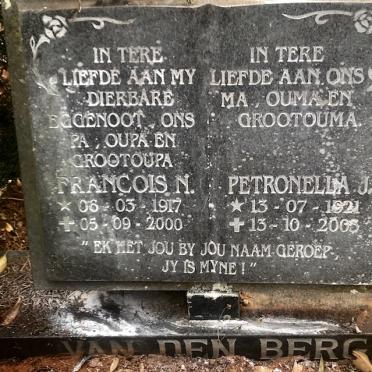 IN TERE
LIEFDE AAN MY
DIERBARE
EGGENOOT, ONS
PA, OUPA EN
GROOTOUPA
FRANCOIS N.
★ 06 - 03 - 1917
✝ 05 - 09 - 2000
IN TERE
LIEFDE AAN ONS
MA, OUMA EN
GROOTOUMA
PETRONELLA J.
★ 13 - 07 - 1921
✝ 13 - 10 -
" EK HET JOU BY JOU NAAM GEROEP,
JY IS MYNE ! "
VAN DEN BERG